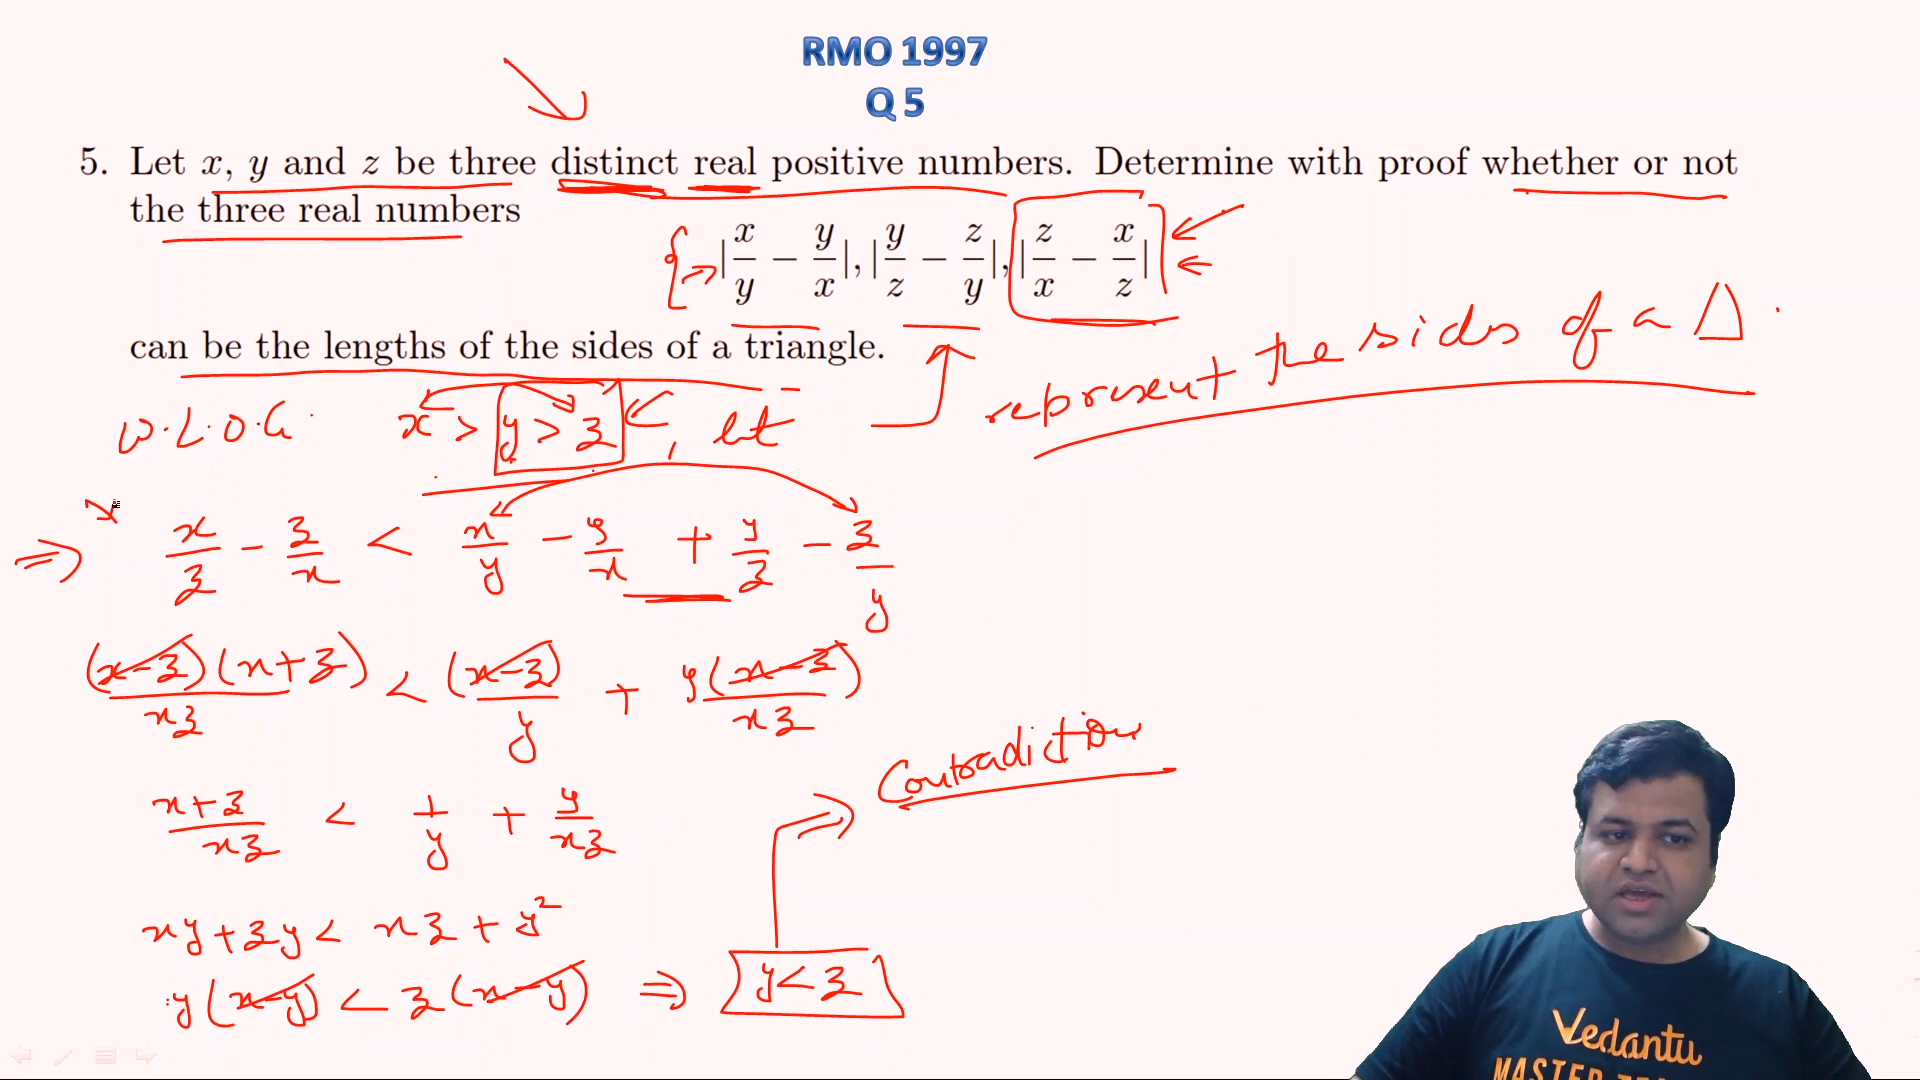 RMO 1997
Q 5
5. Let x, y and z be three distinct real positive numbers. Determine with proof whether or not
the three real numbers
{ |x/y − y/x|, |y/z − z/y|, |z/x − x/z|
can be the lengths of the sides of a triangle.
represent the sides of a Δ.
W.L.O.G. x > y > z, let
⇒ x/z − z/x < x/y − y/x + y/z − z/y
(x−z)(x+z)/xz < (x−z)/y + y(x−z)/xz
Contradiction
x+z/xz < 1/y + y/xz
xy + zy < xz + y²
y(x−y) < z(x−y) ⇒ y < z
Vedantu